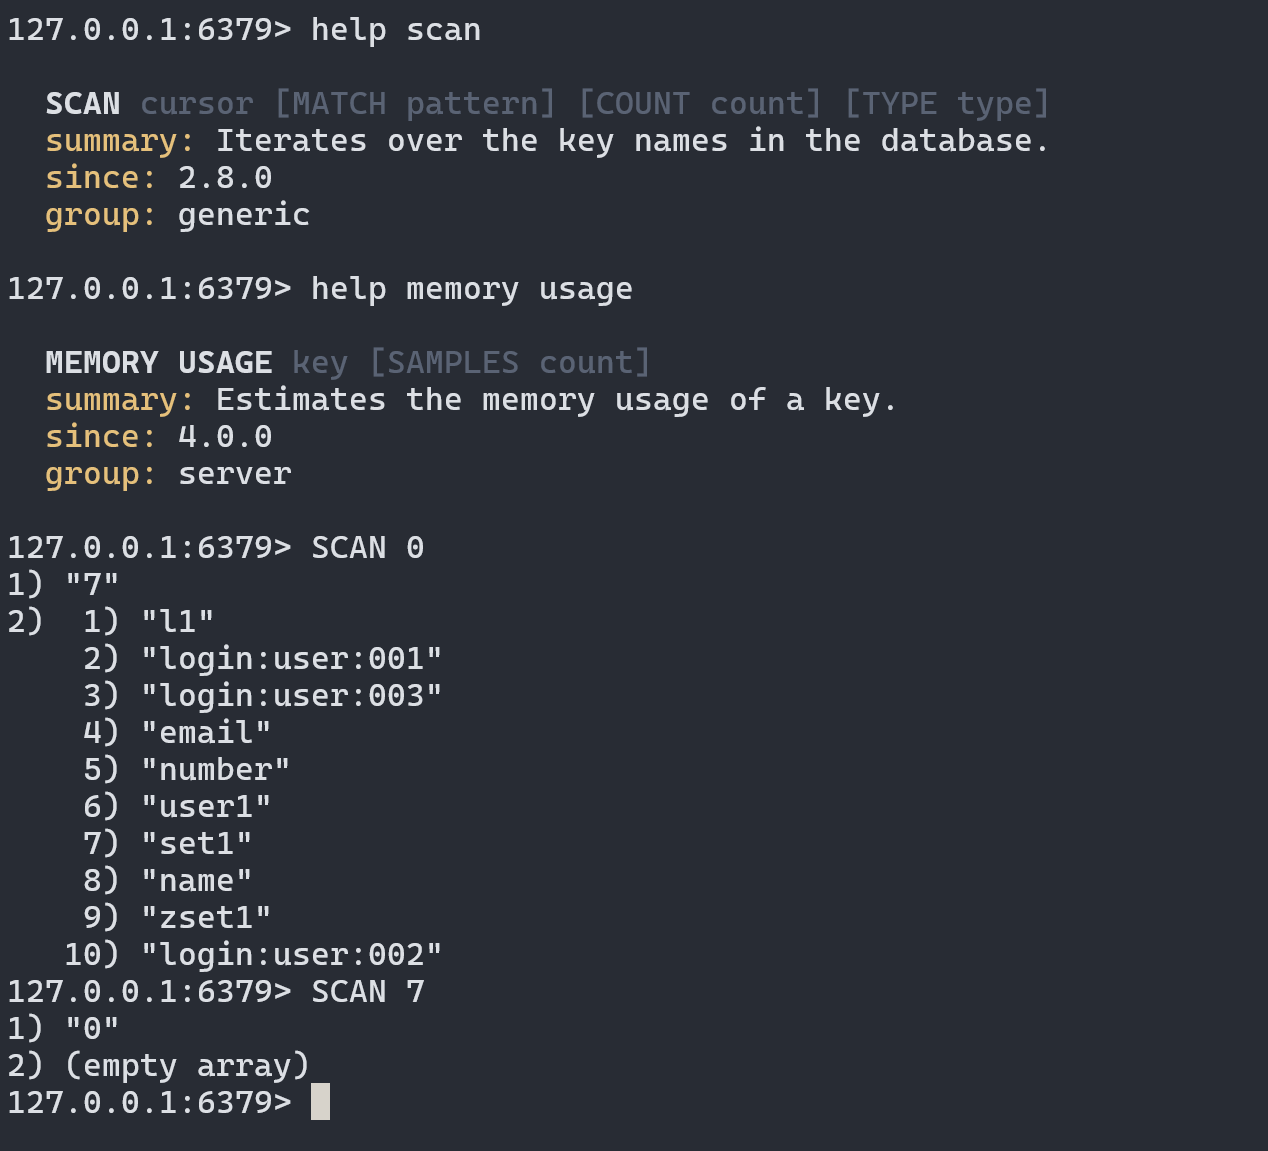 127.0.0.1:6379> help scan

  SCAN cursor [MATCH pattern] [COUNT count] [TYPE type]
  summary: Iterates over the key names in the database.
  since: 2.8.0
  group: generic

127.0.0.1:6379> help memory usage

  MEMORY USAGE key [SAMPLES count]
  summary: Estimates the memory usage of a key.
  since: 4.0.0
  group: server

127.0.0.1:6379> SCAN 0
1) "7"
2)  1) "l1"
    2) "login:user:001"
    3) "login:user:003"
    4) "email"
    5) "number"
    6) "user1"
    7) "set1"
    8) "name"
    9) "zset1"
   10) "login:user:002"
127.0.0.1:6379> SCAN 7
1) "0"
2) (empty array)
127.0.0.1:6379>